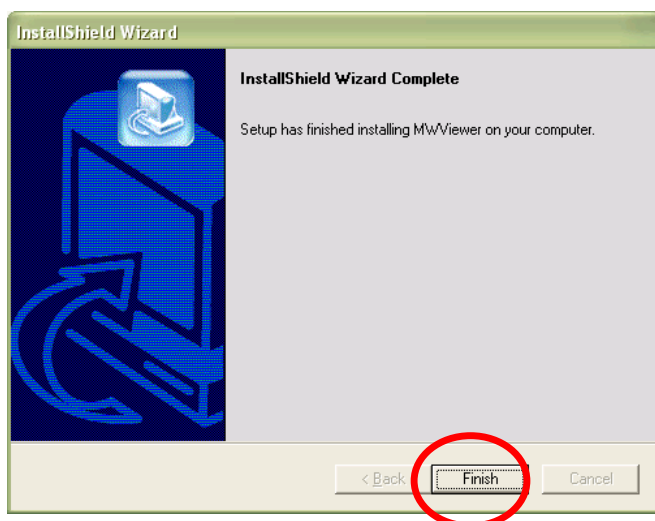 InstallShield Wizard
InstallShield Wizard Complete
Setup has finished installing MWViewer on your computer.
< Back
Finish
Cancel